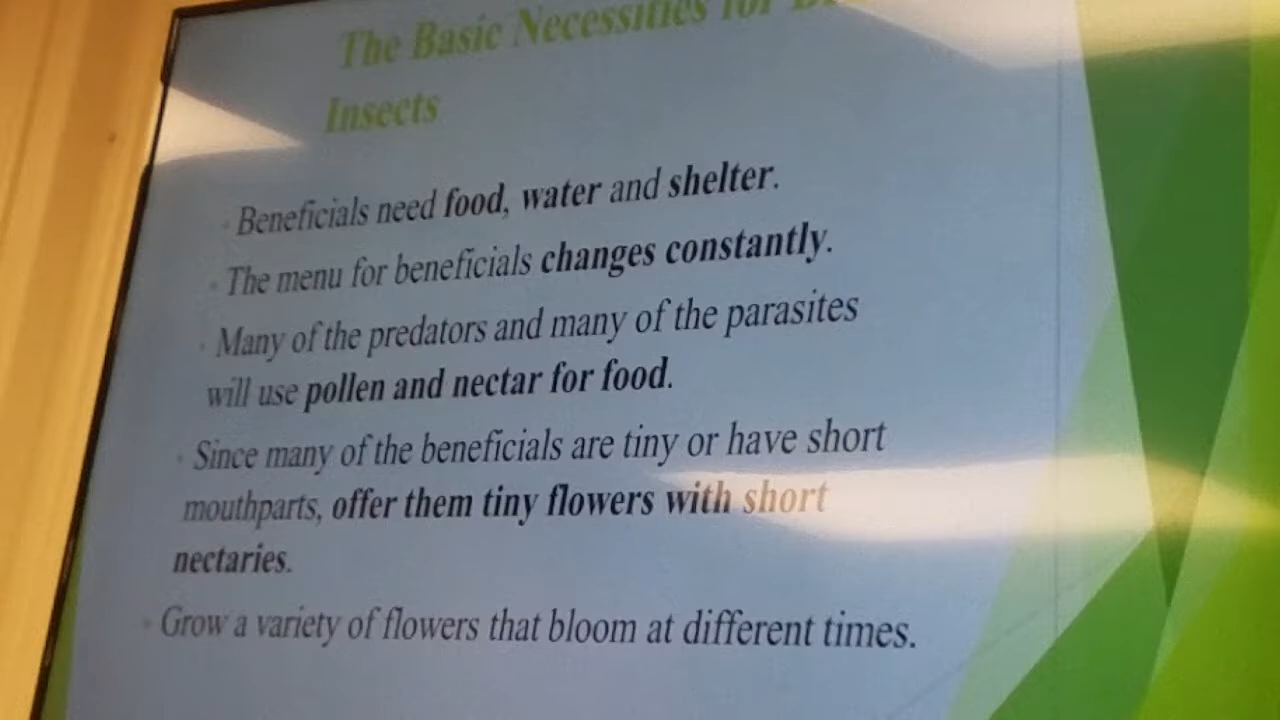 The Basic Necessities for
Insects
Beneficials need food, water and shelter.
The menu for beneficials changes constantly.
Many of the predators and many of the parasites
will use pollen and nectar for food.
Since many of the beneficials are tiny or have short
mouthparts, offer them tiny flowers with short
nectaries.
Grow a variety of flowers that bloom at different times.